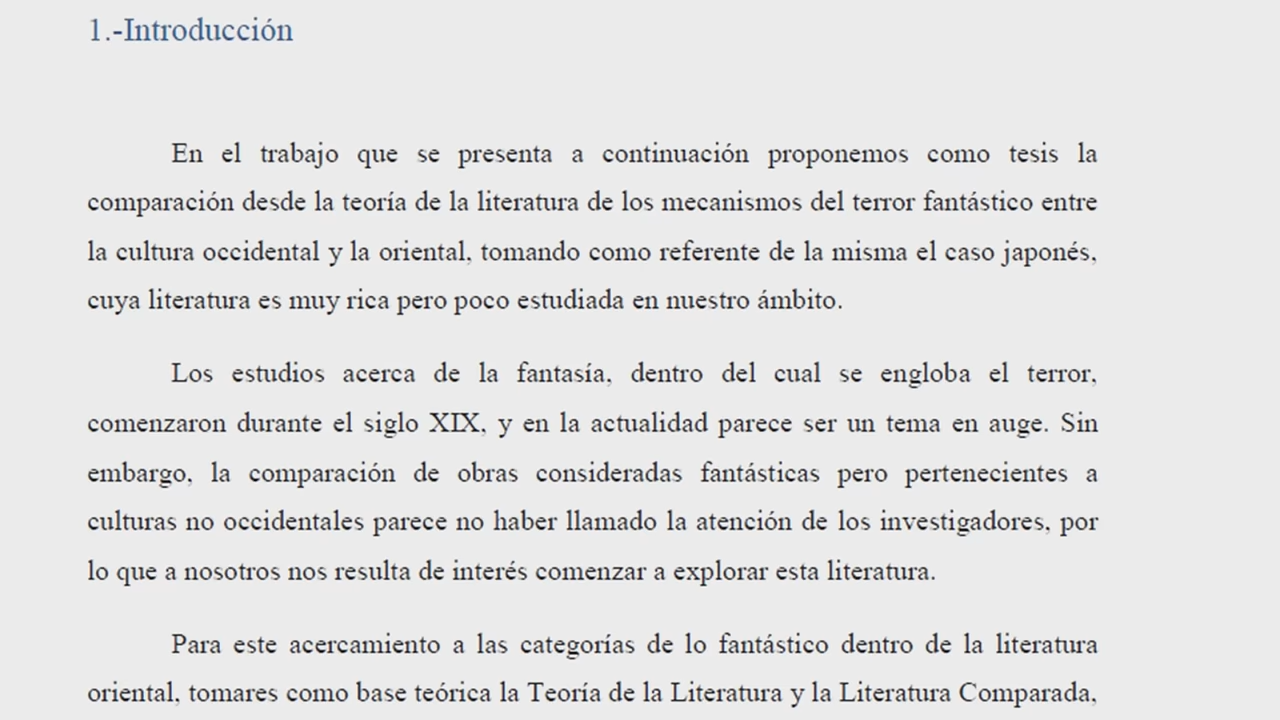 1.-Introducción
En el trabajo que se presenta a continuación proponemos como tesis la
comparación desde la teoría de la literatura de los mecanismos del terror fantástico entre
la cultura occidental y la oriental, tomando como referente de la misma el caso japonés,
cuya literatura es muy rica pero poco estudiada en nuestro ámbito.
Los estudios acerca de la fantasía, dentro del cual se engloba el terror,
comenzaron durante el siglo XIX, y en la actualidad parece ser un tema en auge. Sin
embargo, la comparación de obras consideradas fantásticas pero pertenecientes a
culturas no occidentales parece no haber llamado la atención de los investigadores, por
lo que a nosotros nos resulta de interés comenzar a explorar esta literatura.
Para este acercamiento a las categorías de lo fantástico dentro de la literatura
oriental, tomares como base teórica la Teoría de la Literatura y la Literatura Comparada,